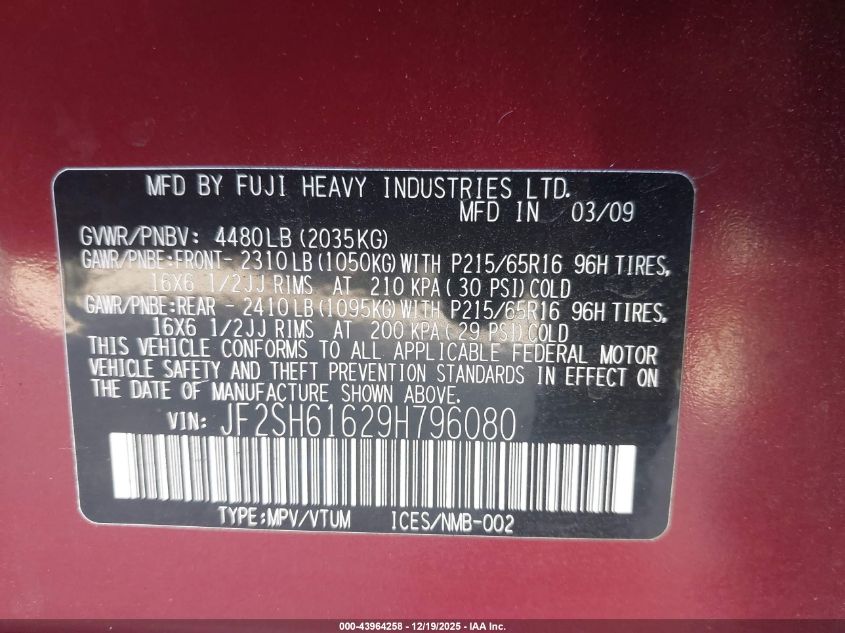 MFD BY FUJI HEAVY INDUSTRIES LTD.
MFD IN 03/09
GVWR/PNBV: 4480LB(2035KG)
GAWR/PNBE:FRONT- 2310LB(1050KG)WITH P215/65R16 96H TIRES,
16X6 1/2JJ RIMS AT 210 KPA( 30 PSI)COLD
GAWR/PNBE:REAR - 2410LB(1095KG)WITH P215/65R16 96H TIRES,
16X6 1/2JJ RIMS AT 200 KPA( 29 PSI)COLD
THIS VEHICLE CONFORMS TO ALL APPLICABLE FEDERAL MOTOR
VEHICLE SAFETY AND THEFT PREVENTION STANDARDS IN EFFECT ON
THE DATE OF MANUFACTURE SHOWN ABOVE.
VIN: JF2SH61629H796080
TYPE:MPV/VTUM ICES/NMB-002
000-43964258 - 12/19/2025 - IAA Inc.